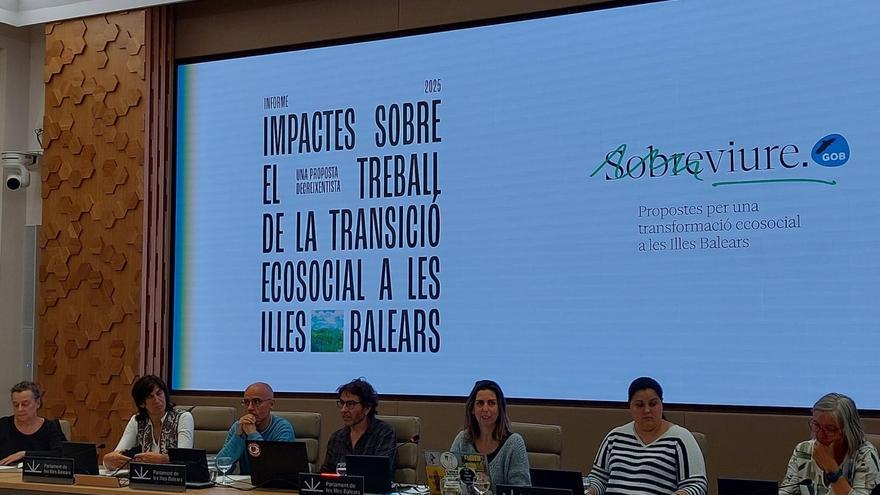 INFORME 2025
IMPACTES SOBRE
EL UNA PROPOSTA DECREIXENTISTA TREBALL
DE LA TRANSICIÓ
ECOSOCIAL A LES
ILLES BALEARS
Sobreviure.
GOB
Propostes per una
transformació ecosocial
a les Illes Balears
Parlament de
les Illes Balears
Parlament de
les Illes Balears
Parlament de
les Illes Balears